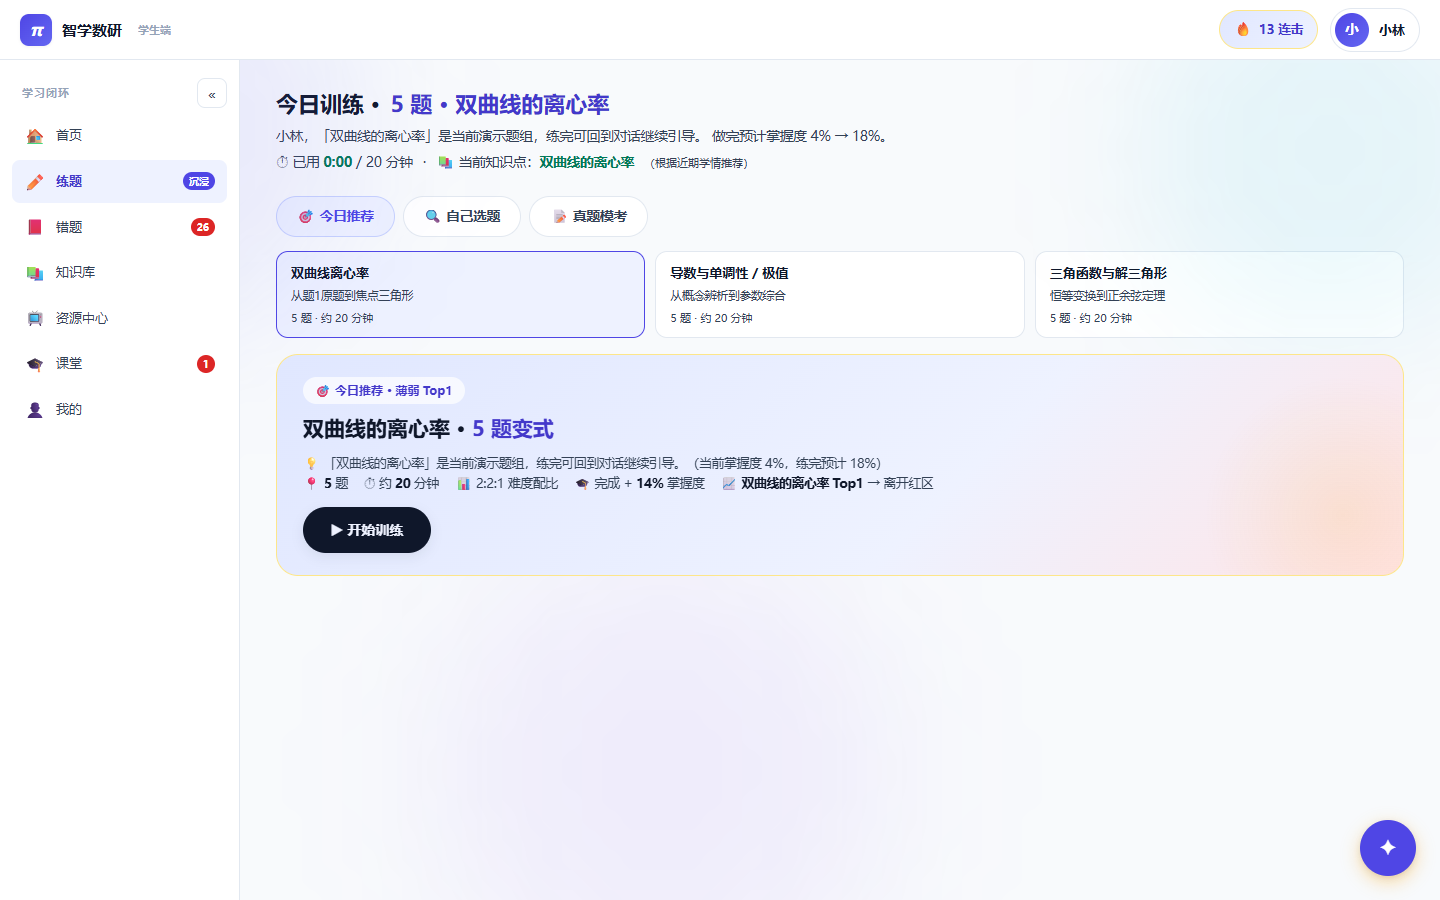 π 智学数研 学生端
13 连击
小 小林
学习闭环 «
首页
练题 沉浸
错题 26
知识库
资源中心
课堂 1
我的
今日训练 • 5 题 • 双曲线的离心率
小林，「双曲线的离心率」是当前演示题组，练完可回到对话继续引导。 做完预计掌握度 4% → 18%。
已用 0:00 / 20 分钟 · 当前知识点：双曲线的离心率 （根据近期学情推荐）
今日推荐 自己选题 真题模考
双曲线离心率
从题1原题到焦点三角形
5 题 · 约 20 分钟
导数与单调性 / 极值
从概念辨析到参数综合
5 题 · 约 20 分钟
三角函数与解三角形
恒等变换到正余弦定理
5 题 · 约 20 分钟
今日推荐 • 薄弱 Top1
双曲线的离心率 • 5 题变式
「双曲线的离心率」是当前演示题组，练完可回到对话继续引导。（当前掌握度 4%，练完预计 18%）
5 题 约 20 分钟 2:2:1 难度配比 完成 + 14% 掌握度 双曲线的离心率 Top1 → 离开红区
▶ 开始训练